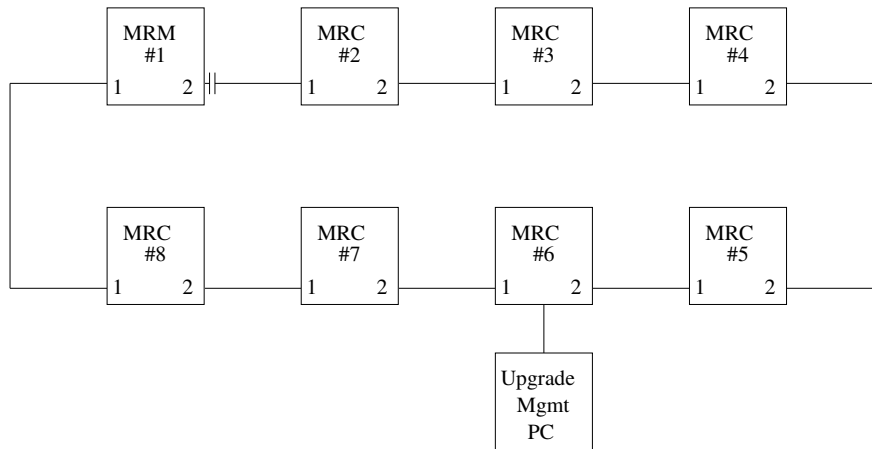 MRM
#1
1 2
MRC
#2
1 2
MRC
#3
1 2
MRC
#4
1 2
MRC
#8
1 2
MRC
#7
1 2
MRC
#6
1 2
MRC
#5
1 2
Upgrade
Mgmt
PC